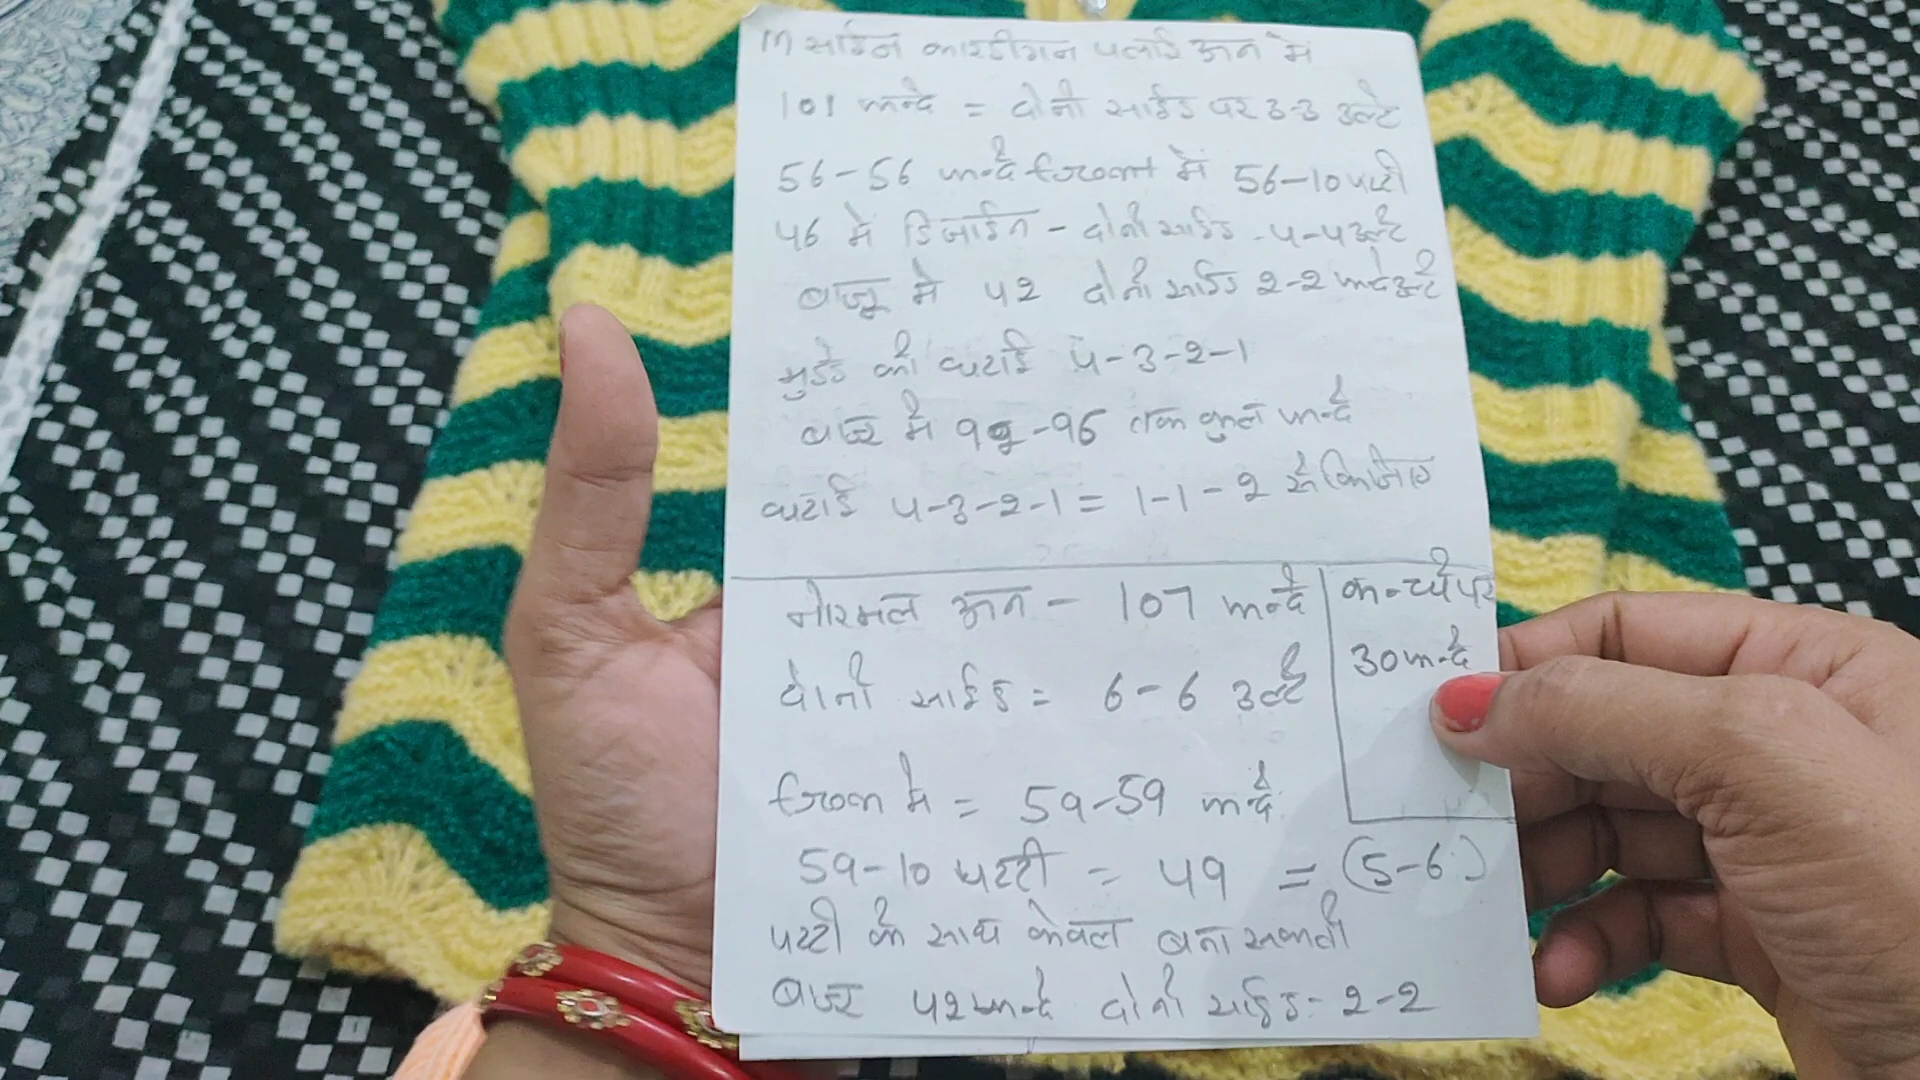 M साईज कारडीगन पलाई ऊन में
101 फन्दे = दोनो साईड पर 3-3 उल्टे
56-56 फन्दे front में 56-10 पट्टी
46 मे डिजाईन - दोनो साईड - 4-4 उल्टे
बाजू मे 42 दोनो साईड 2-2 फन्दे उल्टे
मुड्डे की घटाई 4-3-2-1
बाजू मे 94-96 तक कुल फन्दे
घटाई 4-3-2-1 = 1-1-2 से
नोरमल ऊन - 107 फन्दे
दोनो साईड = 6-6 उल्टे
कन्धे पर
30 फन्दे
मे = 59-59 फन्दे
59-10 पट्टी = 49 = (5-6)
पट्टी के साथ केवल बना सकती
बाजू 42 फन्दे दोनो साईड = 2-2